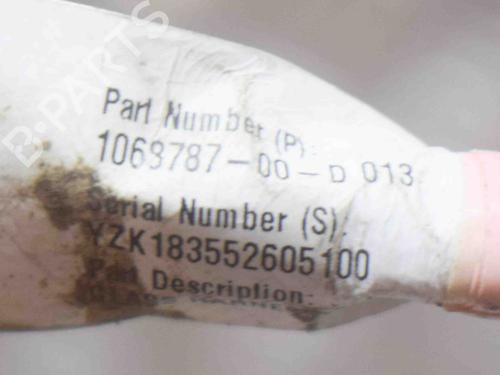 B-PARTS
Part Number (P):
1063787-00-D 013
Serial Number (S):
YZK183552605100
Part Description: